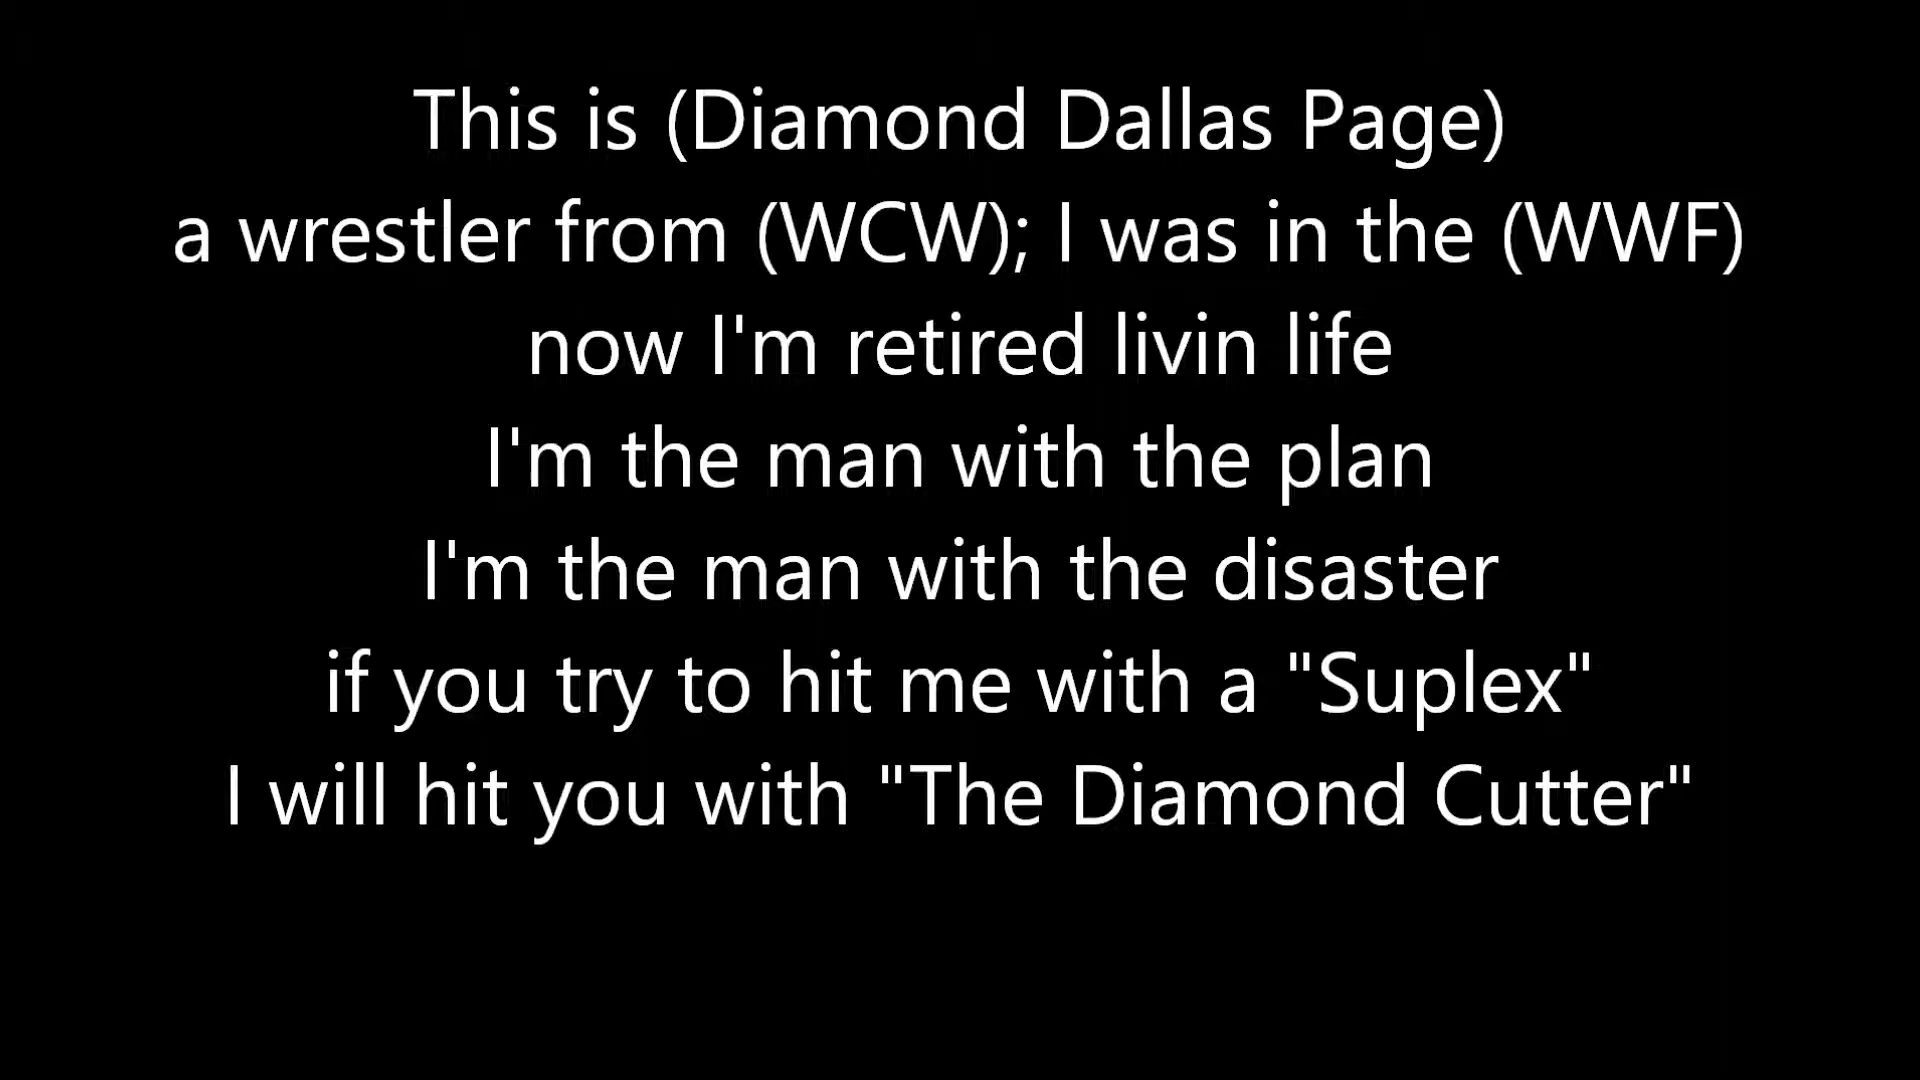 This is (Diamond Dallas Page)
a wrestler from (WCW); I was in the (WWF)
now I'm retired livin life
I'm the man with the plan
I'm the man with the disaster
if you try to hit me with a "Suplex"
I will hit you with "The Diamond Cutter"